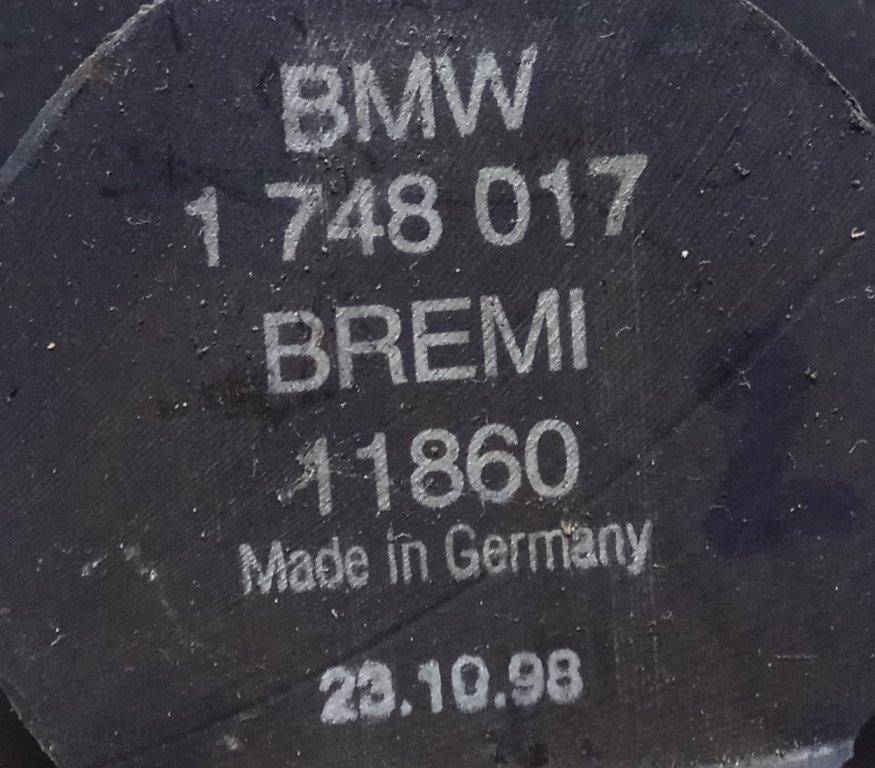 BMW
1 748 017
BREMI
11860
Made in Germany
23.10.98